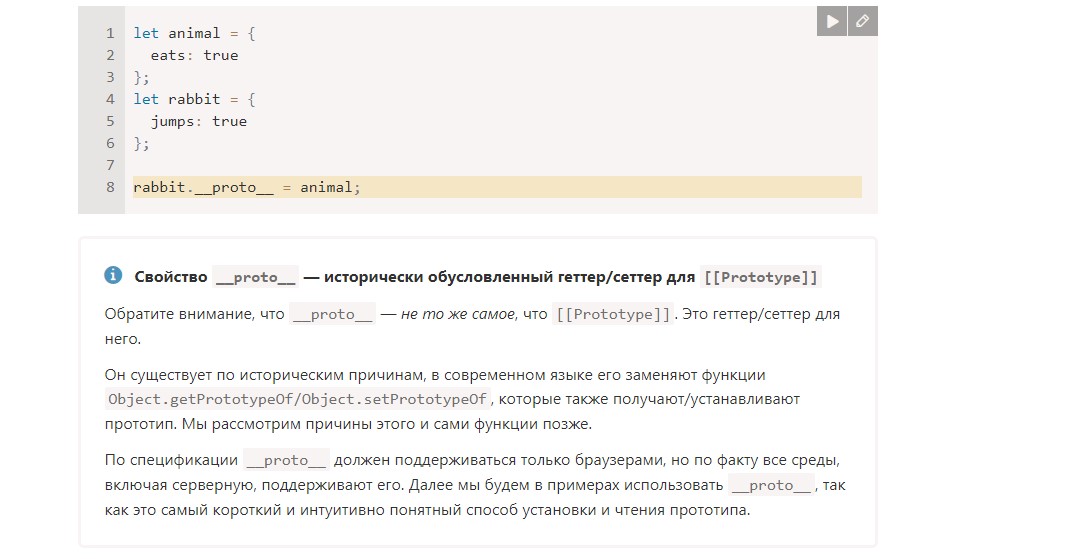 1 let animal = {
2   eats: true
3 };
4 let rabbit = {
5   jumps: true
6 };
7
8 rabbit.__proto__ = animal;
Свойство __proto__ — исторически обусловленный геттер/сеттер для [[Prototype]]
Обратите внимание, что __proto__ — не то же самое, что [[Prototype]]. Это геттер/сеттер для
него.
Он существует по историческим причинам, в современном языке его заменяют функции
Object.getPrototypeOf/Object.setPrototypeOf, которые также получают/устанавливают
прототип. Мы рассмотрим причины этого и сами функции позже.
По спецификации __proto__ должен поддерживаться только браузерами, но по факту все среды,
включая серверную, поддерживают его. Далее мы будем в примерах использовать __proto__, так
как это самый короткий и интуитивно понятный способ установки и чтения прототипа.